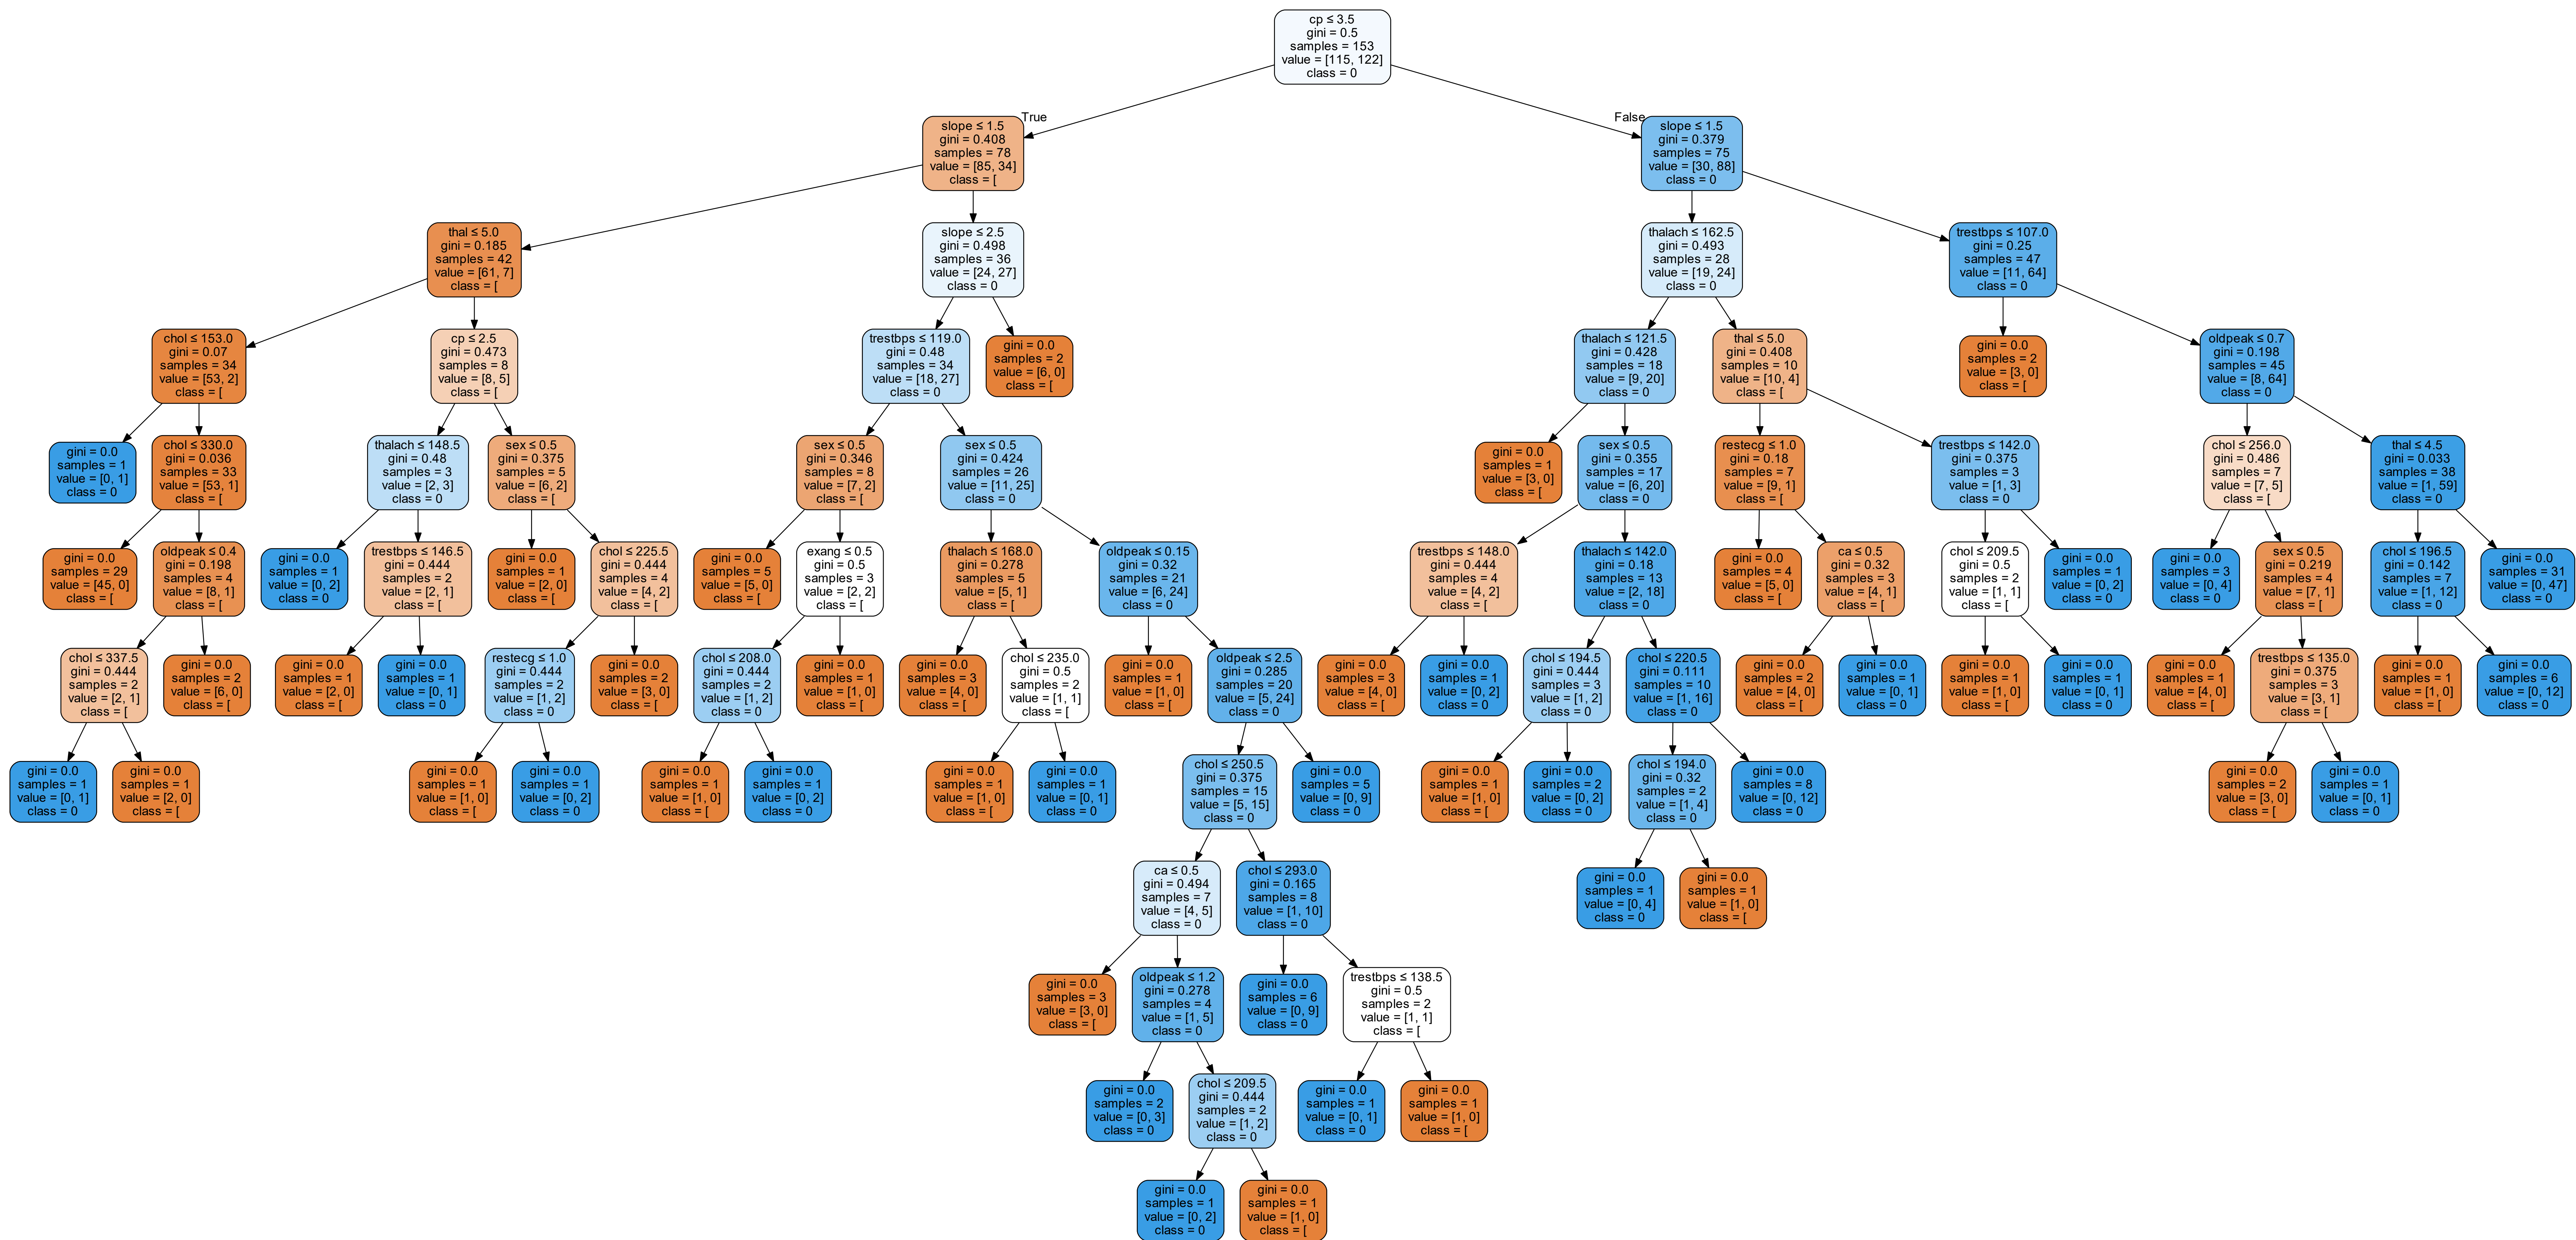 cp ≤ 3.5
gini = 0.5
samples = 153
value = [115, 122]
class = 0
True
False
slope ≤ 1.5
gini = 0.408
samples = 78
value = [85, 34]
class = [
slope ≤ 1.5
gini = 0.379
samples = 75
value = [30, 88]
class = 0
thal ≤ 5.0
gini = 0.185
samples = 42
value = [61, 7]
class = [
slope ≤ 2.5
gini = 0.498
samples = 36
value = [24, 27]
class = 0
thalach ≤ 162.5
gini = 0.493
samples = 28
value = [19, 24]
class = 0
trestbps ≤ 107.0
gini = 0.25
samples = 47
value = [11, 64]
class = 0
chol ≤ 153.0
gini = 0.07
samples = 34
value = [53, 2]
class = [
cp ≤ 2.5
gini = 0.473
samples = 8
value = [8, 5]
class = [
trestbps ≤ 119.0
gini = 0.48
samples = 34
value = [18, 27]
class = 0
gini = 0.0
samples = 2
value = [6, 0]
class = [
thalach ≤ 121.5
gini = 0.428
samples = 18
value = [9, 20]
class = 0
thal ≤ 5.0
gini = 0.408
samples = 10
value = [10, 4]
class = [
gini = 0.0
samples = 2
value = [3, 0]
class = [
oldpeak ≤ 0.7
gini = 0.198
samples = 45
value = [8, 64]
class = 0
gini = 0.0
samples = 1
value = [0, 1]
class = 0
chol ≤ 330.0
gini = 0.036
samples = 33
value = [53, 1]
class = [
thalach ≤ 148.5
gini = 0.48
samples = 3
value = [2, 3]
class = 0
sex ≤ 0.5
gini = 0.375
samples = 5
value = [6, 2]
class = [
sex ≤ 0.5
gini = 0.346
samples = 8
value = [7, 2]
class = [
sex ≤ 0.5
gini = 0.424
samples = 26
value = [11, 25]
class = 0
gini = 0.0
samples = 1
value = [3, 0]
class = [
sex ≤ 0.5
gini = 0.355
samples = 17
value = [6, 20]
class = 0
restecg ≤ 1.0
gini = 0.18
samples = 7
value = [9, 1]
class = [
trestbps ≤ 142.0
gini = 0.375
samples = 3
value = [1, 3]
class = 0
chol ≤ 256.0
gini = 0.486
samples = 7
value = [7, 5]
class = [
thal ≤ 4.5
gini = 0.033
samples = 38
value = [1, 59]
class = 0
gini = 0.0
samples = 29
value = [45, 0]
class = [
oldpeak ≤ 0.4
gini = 0.198
samples = 4
value = [8, 1]
class = [
gini = 0.0
samples = 1
value = [0, 2]
class = 0
trestbps ≤ 146.5
gini = 0.444
samples = 2
value = [2, 1]
class = [
gini = 0.0
samples = 1
value = [2, 0]
class = [
chol ≤ 225.5
gini = 0.444
samples = 4
value = [4, 2]
class = [
gini = 0.0
samples = 5
value = [5, 0]
class = [
exang ≤ 0.5
gini = 0.5
samples = 3
value = [2, 2]
class = [
thalach ≤ 168.0
gini = 0.278
samples = 5
value = [5, 1]
class = [
oldpeak ≤ 0.15
gini = 0.32
samples = 21
value = [6, 24]
class = 0
trestbps ≤ 148.0
gini = 0.444
samples = 4
value = [4, 2]
class = [
thalach ≤ 142.0
gini = 0.18
samples = 13
value = [2, 18]
class = 0
gini = 0.0
samples = 4
value = [5, 0]
class = [
ca ≤ 0.5
gini = 0.32
samples = 3
value = [4, 1]
class = [
chol ≤ 209.5
gini = 0.5
samples = 2
value = [1, 1]
class = [
gini = 0.0
samples = 1
value = [0, 2]
class = 0
gini = 0.0
samples = 3
value = [0, 4]
class = 0
sex ≤ 0.5
gini = 0.219
samples = 4
value = [7, 1]
class = [
chol ≤ 196.5
gini = 0.142
samples = 7
value = [1, 12]
class = 0
gini = 0.0
samples = 31
value = [0, 47]
class = 0
chol ≤ 337.5
gini = 0.444
samples = 2
value = [2, 1]
class = [
gini = 0.0
samples = 2
value = [6, 0]
class = [
gini = 0.0
samples = 1
value = [2, 0]
class = [
gini = 0.0
samples = 1
value = [0, 1]
class = 0
restecg ≤ 1.0
gini = 0.444
samples = 2
value = [1, 2]
class = 0
gini = 0.0
samples = 2
value = [3, 0]
class = [
chol ≤ 208.0
gini = 0.444
samples = 2
value = [1, 2]
class = 0
gini = 0.0
samples = 1
value = [1, 0]
class = [
gini = 0.0
samples = 3
value = [4, 0]
class = [
chol ≤ 235.0
gini = 0.5
samples = 2
value = [1, 1]
class = [
gini = 0.0
samples = 1
value = [1, 0]
class = [
oldpeak ≤ 2.5
gini = 0.285
samples = 20
value = [5, 24]
class = 0
gini = 0.0
samples = 3
value = [4, 0]
class = [
gini = 0.0
samples = 1
value = [0, 2]
class = 0
chol ≤ 194.5
gini = 0.444
samples = 3
value = [1, 2]
class = 0
chol ≤ 220.5
gini = 0.111
samples = 10
value = [1, 16]
class = 0
gini = 0.0
samples = 2
value = [4, 0]
class = [
gini = 0.0
samples = 1
value = [0, 1]
class = 0
gini = 0.0
samples = 1
value = [1, 0]
class = [
gini = 0.0
samples = 1
value = [0, 1]
class = 0
gini = 0.0
samples = 1
value = [4, 0]
class = [
trestbps ≤ 135.0
gini = 0.375
samples = 3
value = [3, 1]
class = [
gini = 0.0
samples = 1
value = [1, 0]
class = [
gini = 0.0
samples = 6
value = [0, 12]
class = 0
gini = 0.0
samples = 1
value = [0, 1]
class = 0
gini = 0.0
samples = 1
value = [2, 0]
class = [
gini = 0.0
samples = 1
value = [1, 0]
class = [
gini = 0.0
samples = 1
value = [0, 2]
class = 0
gini = 0.0
samples = 1
value = [1, 0]
class = [
gini = 0.0
samples = 1
value = [0, 2]
class = 0
gini = 0.0
samples = 1
value = [1, 0]
class = [
gini = 0.0
samples = 1
value = [0, 1]
class = 0
chol ≤ 250.5
gini = 0.375
samples = 15
value = [5, 15]
class = 0
gini = 0.0
samples = 5
value = [0, 9]
class = 0
gini = 0.0
samples = 1
value = [1, 0]
class = [
gini = 0.0
samples = 2
value = [0, 2]
class = 0
chol ≤ 194.0
gini = 0.32
samples = 2
value = [1, 4]
class = 0
gini = 0.0
samples = 8
value = [0, 12]
class = 0
gini = 0.0
samples = 2
value = [3, 0]
class = [
gini = 0.0
samples = 1
value = [0, 1]
class = 0
ca ≤ 0.5
gini = 0.494
samples = 7
value = [4, 5]
class = 0
chol ≤ 293.0
gini = 0.165
samples = 8
value = [1, 10]
class = 0
gini = 0.0
samples = 1
value = [0, 4]
class = 0
gini = 0.0
samples = 1
value = [1, 0]
class = [
gini = 0.0
samples = 3
value = [3, 0]
class = [
oldpeak ≤ 1.2
gini = 0.278
samples = 4
value = [1, 5]
class = 0
gini = 0.0
samples = 6
value = [0, 9]
class = 0
trestbps ≤ 138.5
gini = 0.5
samples = 2
value = [1, 1]
class = [
gini = 0.0
samples = 2
value = [0, 3]
class = 0
chol ≤ 209.5
gini = 0.444
samples = 2
value = [1, 2]
class = 0
gini = 0.0
samples = 1
value = [0, 1]
class = 0
gini = 0.0
samples = 1
value = [1, 0]
class = [
gini = 0.0
samples = 1
value = [0, 2]
class = 0
gini = 0.0
samples = 1
value = [1, 0]
class = [